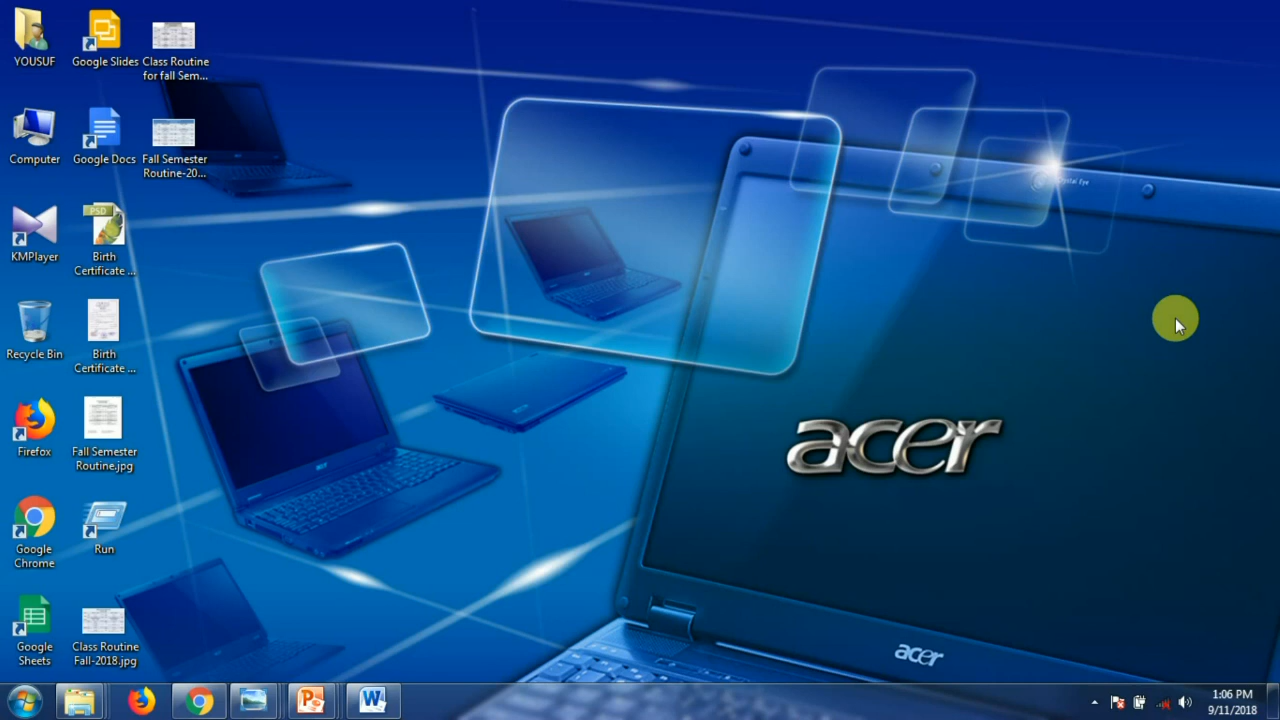 YOUSUF
Google Slides
Class Routine
for fall Sem...
Computer
Google Docs
Fall Semester
Routine-20...
KMPlayer
PSD
Birth
Certificate ...
Recycle Bin
Birth
Certificate ...
Firefox
Fall Semester
Routine.jpg
Google
Chrome
Run
Google
Sheets
Class Routine
Fall-2018.jpg
Crystal Eye
acer
acer
1:06 PM
9/11/2018